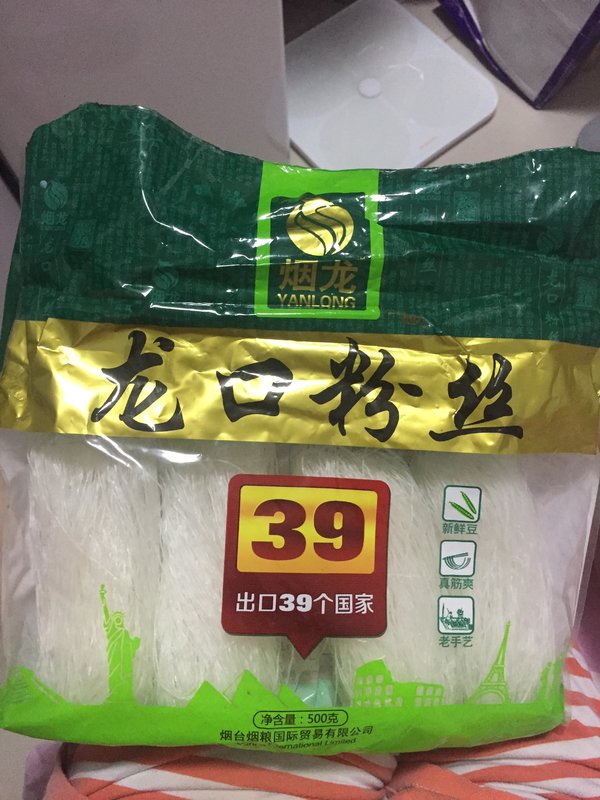 烟龙
YANLONG
龙口粉丝
39
出口39个国家
新鲜豆
真筋爽
老手艺
净含量：500克
烟台烟粮国际贸易有限公司
International Limited